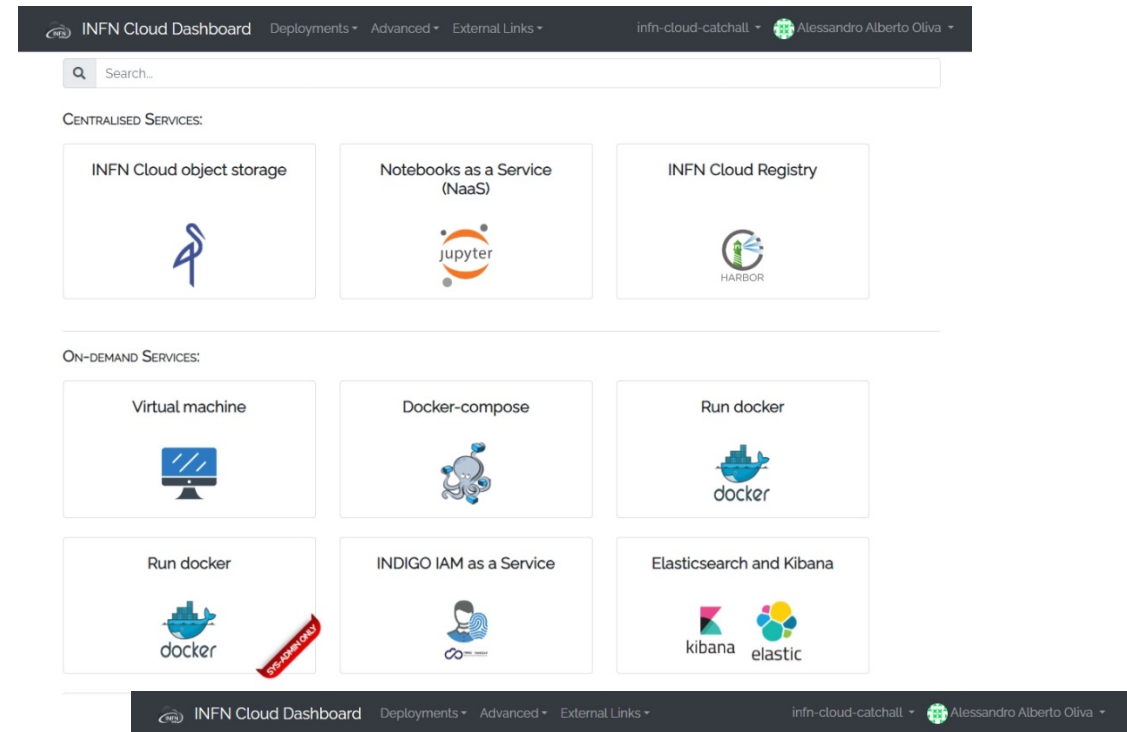 INFN Cloud Dashboard Deployments Advanced External Links infn-cloud-catchall Alessandro Alberto Oliva
Search...
CENTRALISED SERVICES:
INFN Cloud object storage
Notebooks as a Service
(NaaS)
jupyter
INFN Cloud Registry
HARBOR
ON-DEMAND SERVICES:
Virtual machine
Docker-compose
Run docker
docker
Run docker
docker
SYS-ADMIN ONLY
INDIGO IAM as a Service
Elasticsearch and Kibana
kibana
elastic
INFN Cloud Dashboard Deployments Advanced External Links infn-cloud-catchall Alessandro Alberto Oliva